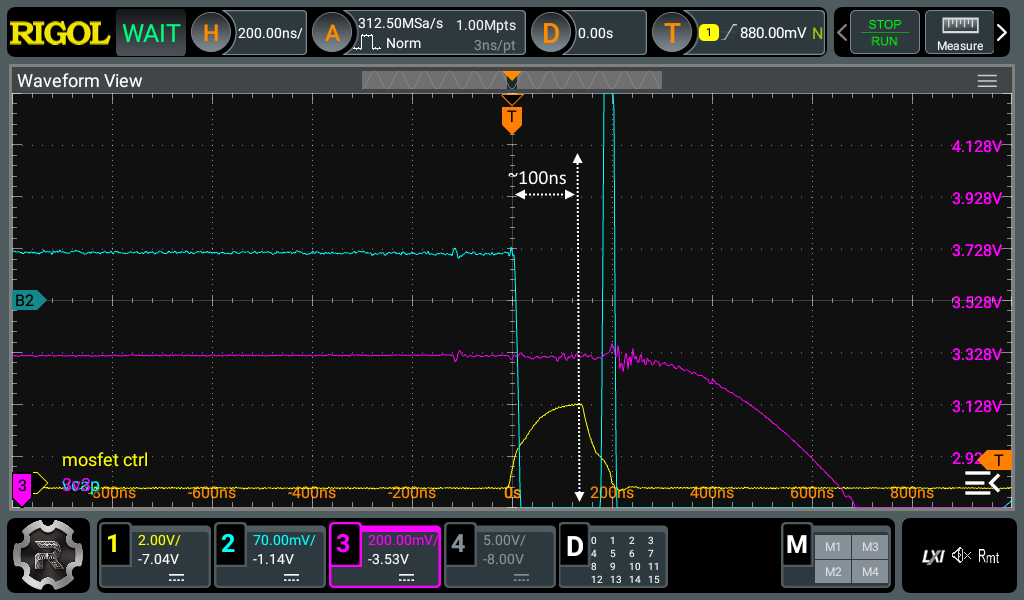 RIGOL WAIT H 200.00ns/ A 312.50MSa/s 1.00Mpts D 0.00s T 1 880.00mV N STOP
Norm 3ns/pt RUN Measure
Waveform View
T
4.128V
~100ns
3.928V
3.728V
B2 3.528V
3.328V
3.128V
mosfet ctrl 2.92 T
3 vcap
-600ns -400ns -200ns 0s 200ns 400ns 600ns 800ns
1 2.00V/ 2 70.00mV/ 3 200.00mV/ 4 5.00V/ D 0 1 2 3 M M1 M3 LXI Rmt
-7.04V -1.14V -3.53V -8.00V 4 5 6 7 M2 M4
8 9 10 11
12 13 14 15
R